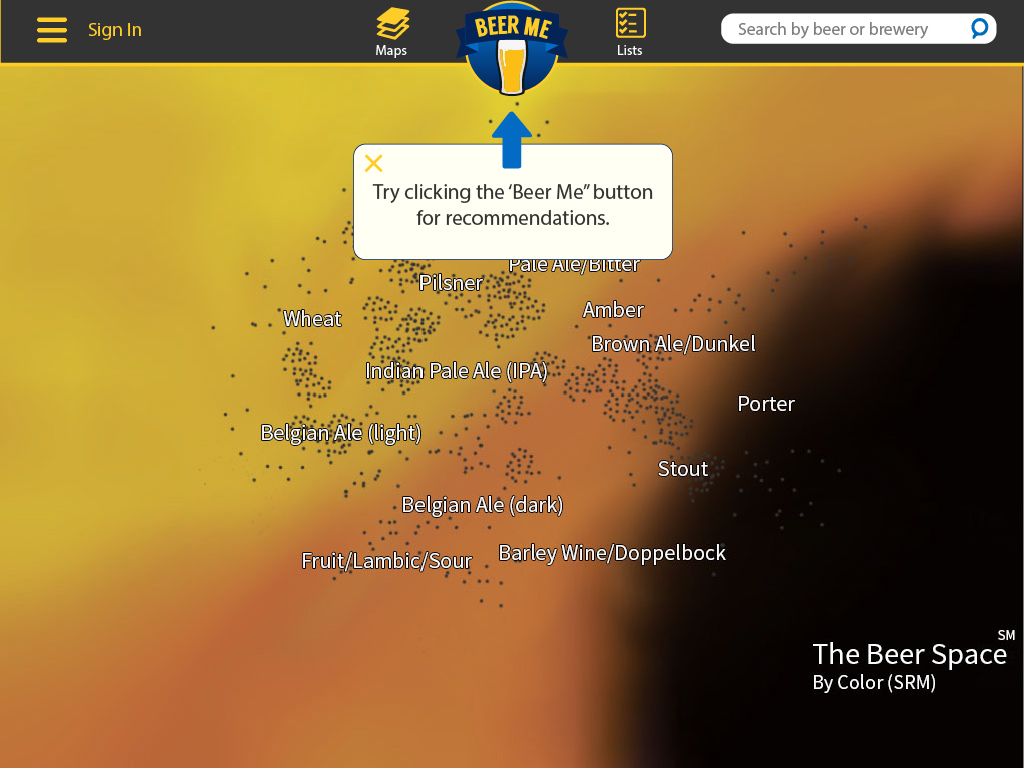 Sign In
Maps
BEER ME
Lists
Search by beer or brewery
Try clicking the ‘Beer Me” button
for recommendations.
Pale Ale/Bitter
Pilsner
Amber
Wheat
Brown Ale/Dunkel
Indian Pale Ale (IPA)
Porter
Belgian Ale (light)
Stout
Belgian Ale (dark)
Barley Wine/Doppelbock
Fruit/Lambic/Sour
The Beer Space SM
By Color (SRM)